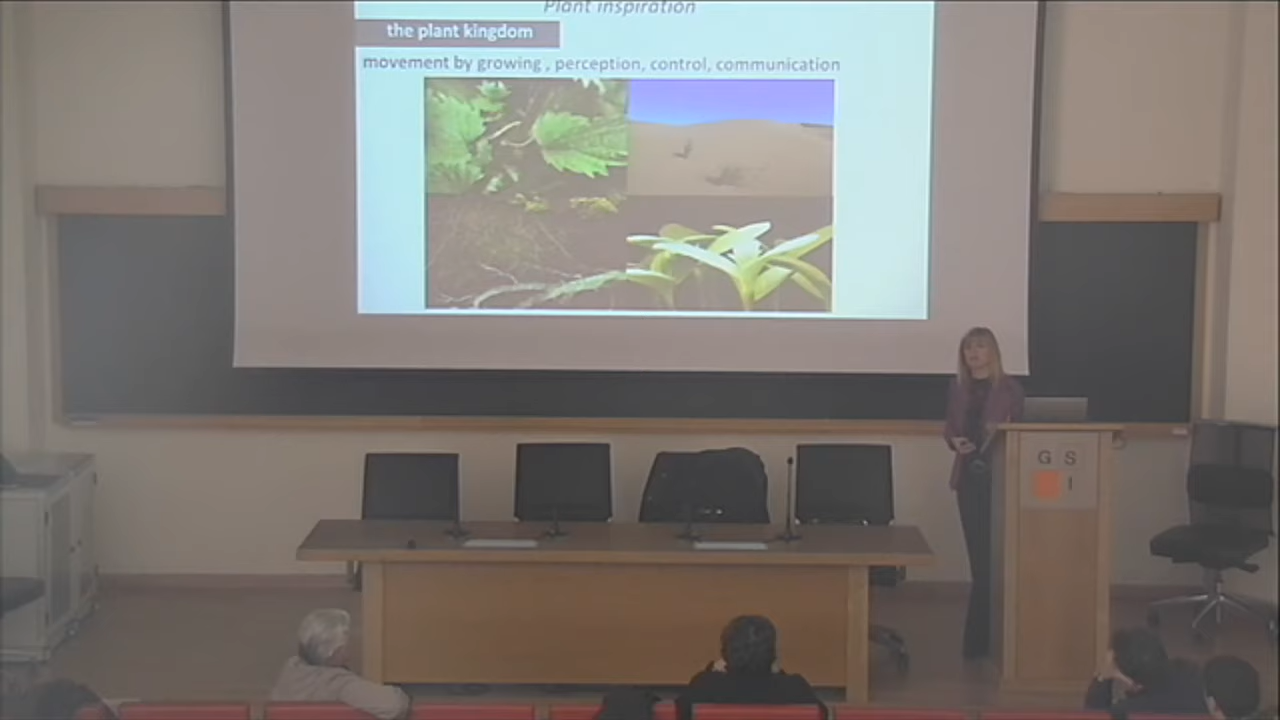 Plant inspiration
the plant kingdom
movement by growing , perception, control, communication
G S
I